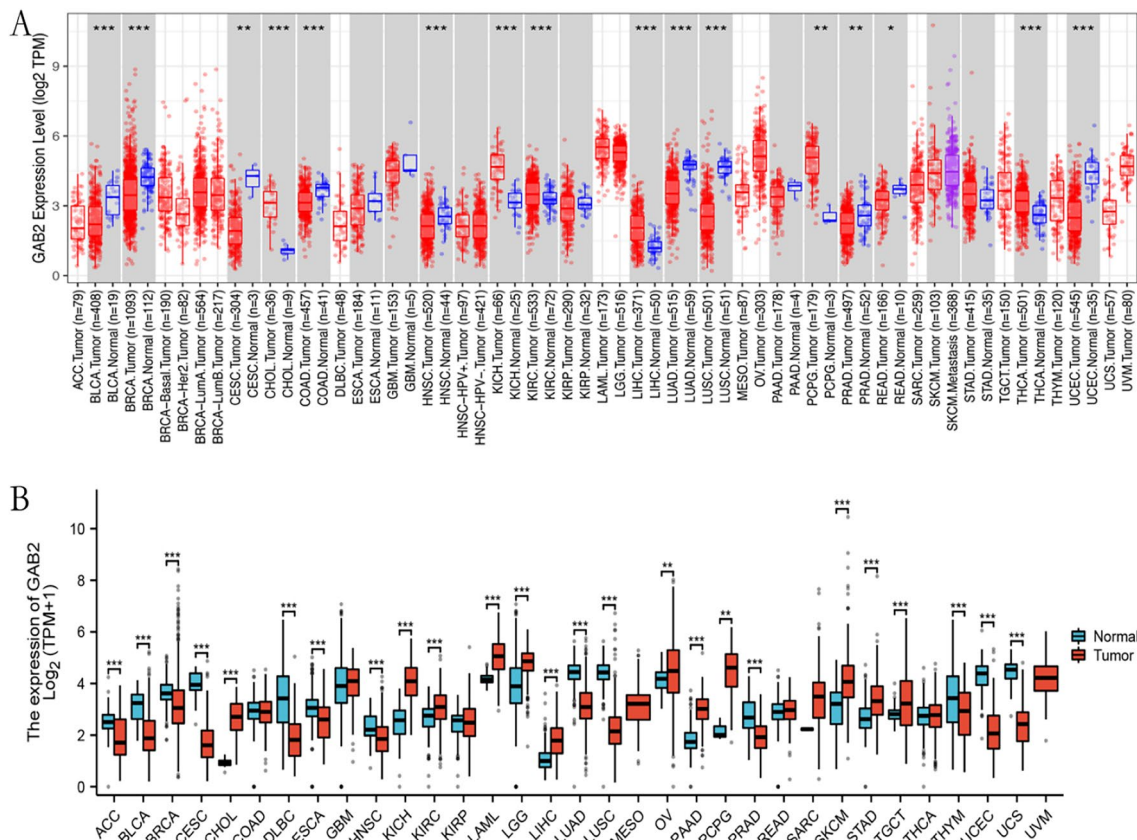 A
*** *** ** *** *** *** *** *** *** *** *** ** ** * *** ***
GAB2 Expression Level (log2 TPM)
9
6
3
0
ACC.Tumor (n=79)
BLCA.Tumor (n=408)
BLCA.Normal (n=19)
BRCA.Tumor (n=1093)
BRCA.Normal (n=112)
BRCA-Basal.Tumor (n=190)
BRCA-Her2.Tumor (n=82)
BRCA-LumA.Tumor (n=564)
BRCA-LumB.Tumor (n=217)
CESC.Tumor (n=304)
CESC.Normal (n=3)
CHOL.Tumor (n=36)
CHOL.Normal (n=9)
COAD.Tumor (n=457)
COAD.Normal (n=41)
DLBC.Tumor (n=48)
ESCA.Tumor (n=184)
ESCA.Normal (n=11)
GBM.Tumor (n=153)
GBM.Normal (n=5)
HNSC.Tumor (n=520)
HNSC.Normal (n=44)
HNSC-HPV+.Tumor (n=97)
HNSC-HPV-.Tumor (n=421)
KICH.Tumor (n=66)
KICH.Normal (n=25)
KIRC.Tumor (n=533)
KIRC.Normal (n=72)
KIRP.Tumor (n=290)
KIRP.Normal (n=32)
LAML.Tumor (n=173)
LGG.Tumor (n=516)
LIHC.Tumor (n=371)
LIHC.Normal (n=50)
LUAD.Tumor (n=515)
LUAD.Normal (n=59)
LUSC.Tumor (n=501)
LUSC.Normal (n=51)
MESO.Tumor (n=87)
OV.Tumor (n=303)
PAAD.Tumor (n=178)
PAAD.Normal (n=4)
PCPG.Tumor (n=179)
PCPG.Normal (n=3)
PRAD.Tumor (n=497)
PRAD.Normal (n=52)
READ.Tumor (n=166)
READ.Normal (n=10)
SARC.Tumor (n=259)
SKCM.Tumor (n=103)
SKCM.Metastasis (n=368)
STAD.Tumor (n=415)
STAD.Normal (n=35)
TGCT.Tumor (n=150)
THCA.Tumor (n=501)
THCA.Normal (n=59)
THYM.Tumor (n=120)
UCEC.Tumor (n=545)
UCEC.Normal (n=35)
UCS.Tumor (n=57)
UVM.Tumor (n=80)
B
The expression of GAB2
Log2 (TPM+1)
10
8
6
4
2
0
*** *** *** *** *** *** *** *** *** *** *** *** *** *** *** ** *** ** *** *** *** *** *** *** ***
Normal
Tumor
ACC
BLCA
BRCA
CESC
CHOL
COAD
DLBC
ESCA
GBM
HNSC
KICH
KIRC
KIRP
LAML
LGG
LIHC
LUAD
LUSC
MESO
OV
PAAD
PCPG
PRAD
READ
SARC
SKCM
STAD
TGCT
THCA
THYM
UCEC
UCS
UVM